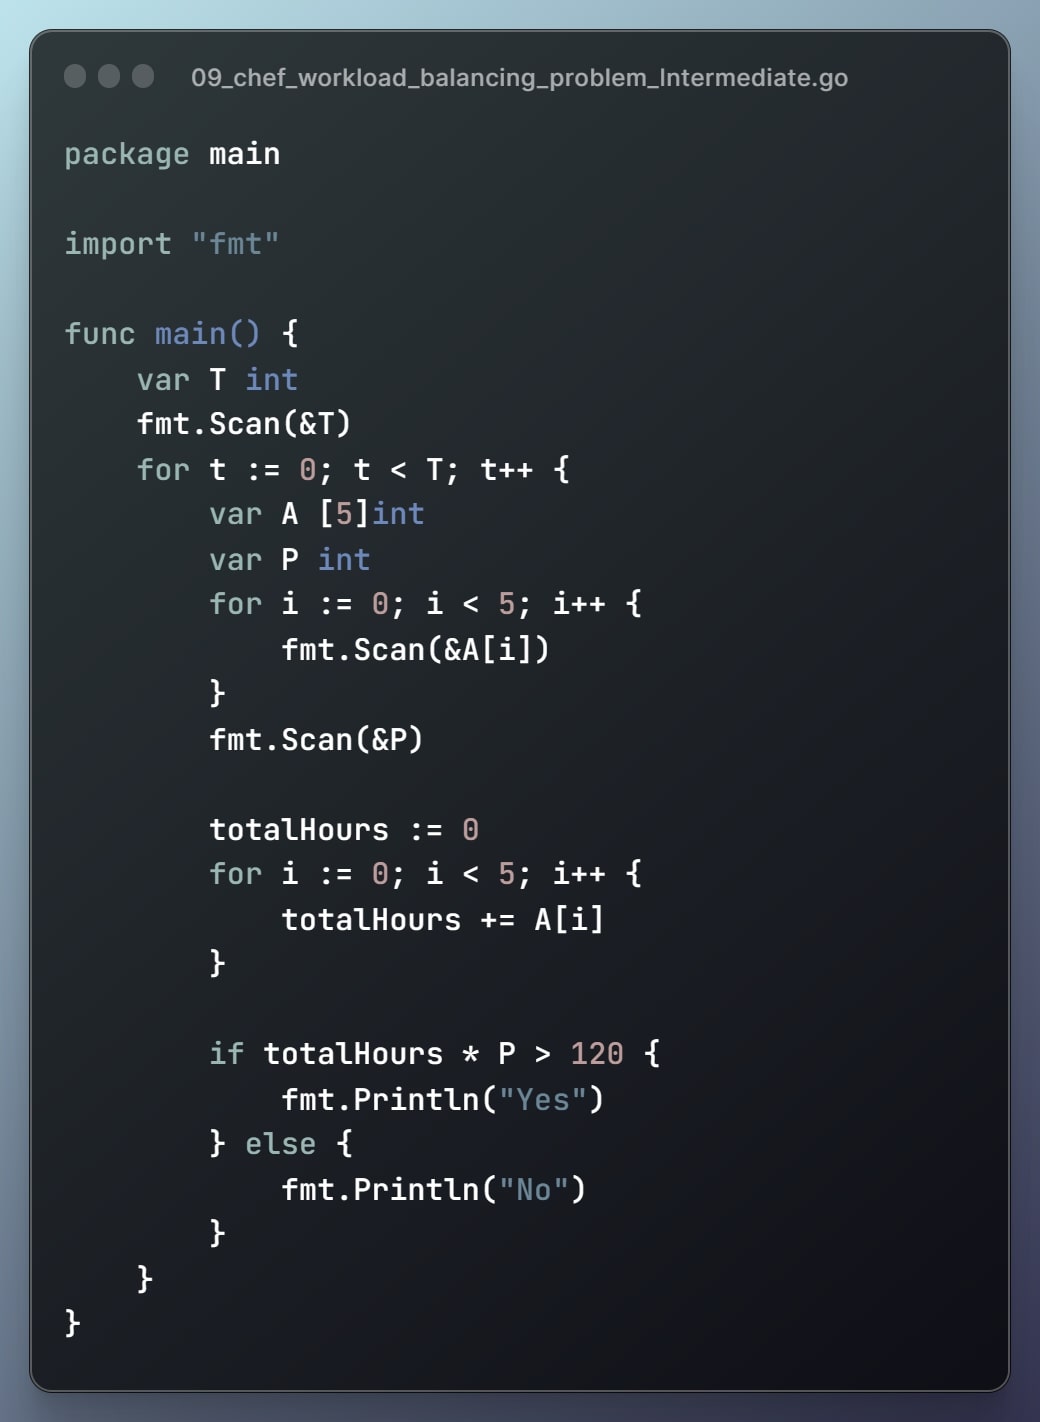 09_chef_workload_balancing_problem_Intermediate.go
package main
import "fmt"
func main() {
    var T int
    fmt.Scan(&T)
    for t := 0; t < T; t++ {
        var A [5]int
        var P int
        for i := 0; i < 5; i++ {
            fmt.Scan(&A[i])
        }
        fmt.Scan(&P)
        totalHours := 0
        for i := 0; i < 5; i++ {
            totalHours += A[i]
        }
        if totalHours * P > 120 {
            fmt.Println("Yes")
        } else {
            fmt.Println("No")
        }
    }
}